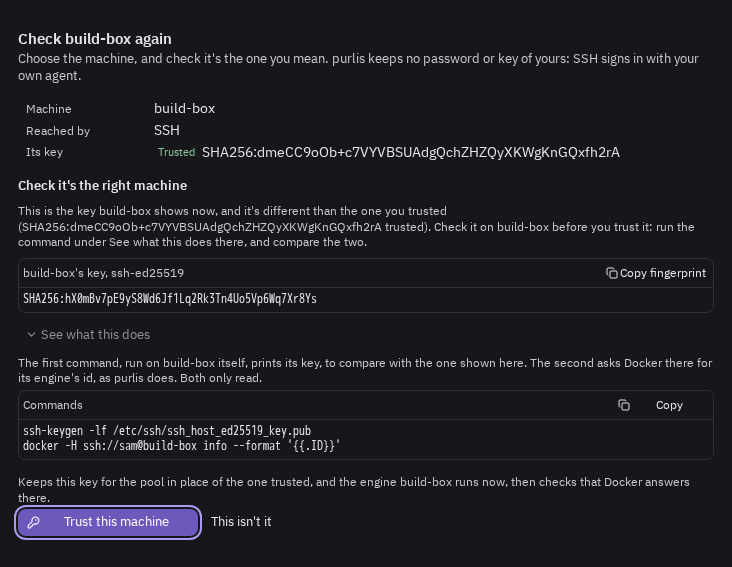 Check build-box again
Choose the machine, and check it's the one you mean. purlis keeps no password or key of yours: SSH signs in with your
own agent.
Machine build-box
Reached by SSH
Its key Trusted SHA256:dmeCC9oOb+c7VYVBSUAdgQchZHZQyXKWgKnGQxfh2rA
Check it's the right machine
This is the key build-box shows now, and it's different than the one you trusted
(SHA256:dmeCC9oOb+c7VYVBSUAdgQchZHZQyXKWgKnGQxfh2rA trusted). Check it on build-box before you trust it: run the
command under See what this does there, and compare the two.
build-box's key, ssh-ed25519 Copy fingerprint
SHA256:hX0mBv7pE9yS8Wd6Jf1Lq2Rk3Tn4Uo5Vp6Wq7Xr8Ys
See what this does
The first command, run on build-box itself, prints its key, to compare with the one shown here. The second asks Docker there for
its engine's id, as purlis does. Both only read.
Commands Copy
ssh-keygen -lf /etc/ssh/ssh_host_ed25519_key.pub
docker -H ssh://sam@build-box info --format '{{.ID}}'
Keeps this key for the pool in place of the one trusted, and the engine build-box runs now, then checks that Docker answers
there.
Trust this machine This isn't it